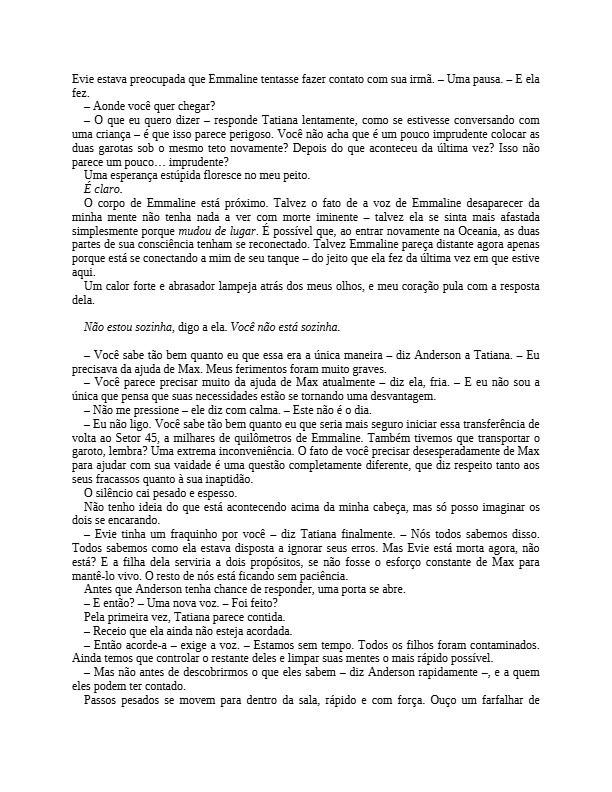 Evie estava preocupada que Emmaline tentasse fazer contato com sua irmã. – Uma pausa. – E ela
fez.
– Aonde você quer chegar?
– O que eu quero dizer – responde Tatiana lentamente, como se estivesse conversando com
uma criança – é que isso parece perigoso. Você não acha que é um pouco imprudente colocar as
duas garotas sob o mesmo teto novamente? Depois do que aconteceu da última vez? Isso não
parece um pouco… imprudente?
Uma esperança estúpida floresce no meu peito.
É claro.
O corpo de Emmaline está próximo. Talvez o fato de a voz de Emmaline desaparecer da
minha mente não tenha nada a ver com morte iminente – talvez ela se sinta mais afastada
simplesmente porque mudou de lugar. É possível que, ao entrar novamente na Oceania, as duas
partes de sua consciência tenham se reconectado. Talvez Emmaline pareça distante agora apenas
porque está se conectando a mim de seu tanque – do jeito que ela fez da última vez em que estive
aqui.
Um calor forte e abrasador lampeja atrás dos meus olhos, e meu coração pula com a resposta
dela.
Não estou sozinha, digo a ela. Você não está sozinha.
– Você sabe tão bem quanto eu que essa era a única maneira – diz Anderson a Tatiana. – Eu
precisava da ajuda de Max. Meus ferimentos foram muito graves.
– Você parece precisar muito da ajuda de Max atualmente – diz ela, fria. – E eu não sou a
única que pensa que suas necessidades estão se tornando uma desvantagem.
– Não me pressione – ele diz com calma. – Este não é o dia.
– Eu não ligo. Você sabe tão bem quanto eu que seria mais seguro iniciar essa transferência de
volta ao Setor 45, a milhares de quilômetros de Emmaline. Também tivemos que transportar o
garoto, lembra? Uma extrema inconveniência. O fato de você precisar desesperadamente de Max
para ajudar com sua vaidade é uma questão completamente diferente, que diz respeito tanto aos
seus fracassos quanto à sua inaptidão.
O silêncio cai pesado e espesso.
Não tenho ideia do que está acontecendo acima da minha cabeça, mas só posso imaginar os
dois se encarando.
– Evie tinha um fraquinho por você – diz Tatiana finalmente. – Nós todos sabemos disso.
Todos sabemos como ela estava disposta a ignorar seus erros. Mas Evie está morta agora, não
está? E a filha dela serviria a dois propósitos, se não fosse o esforço constante de Max para
mantê-lo vivo. O resto de nós está ficando sem paciência.
Antes que Anderson tenha chance de responder, uma porta se abre.
– E então? – Uma nova voz. – Foi feito?
Pela primeira vez, Tatiana parece contida.
– Receio que ela ainda não esteja acordada.
– Então acorde-a – exige a voz. – Estamos sem tempo. Todos os filhos foram contaminados.
Ainda temos que controlar o restante deles e limpar suas mentes o mais rápido possível.
– Mas não antes de descobrirmos o que eles sabem – diz Anderson rapidamente –, e a quem
eles podem ter contado.
Passos pesados se movem para dentro da sala, rápido e com força. Ouço um farfalhar de